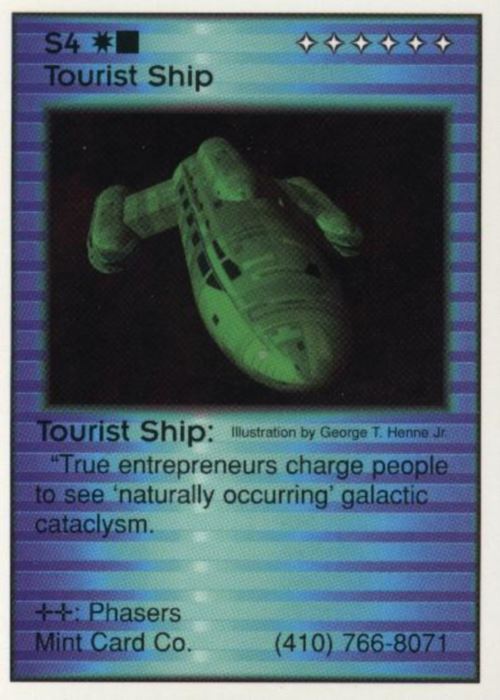 S4
Tourist Ship
Tourist Ship: Illustration by George T. Henne Jr.
"True entrepreneurs charge people
to see 'naturally occurring' galactic
cataclysm.
++: Phasers
Mint Card Co. (410) 766-8071